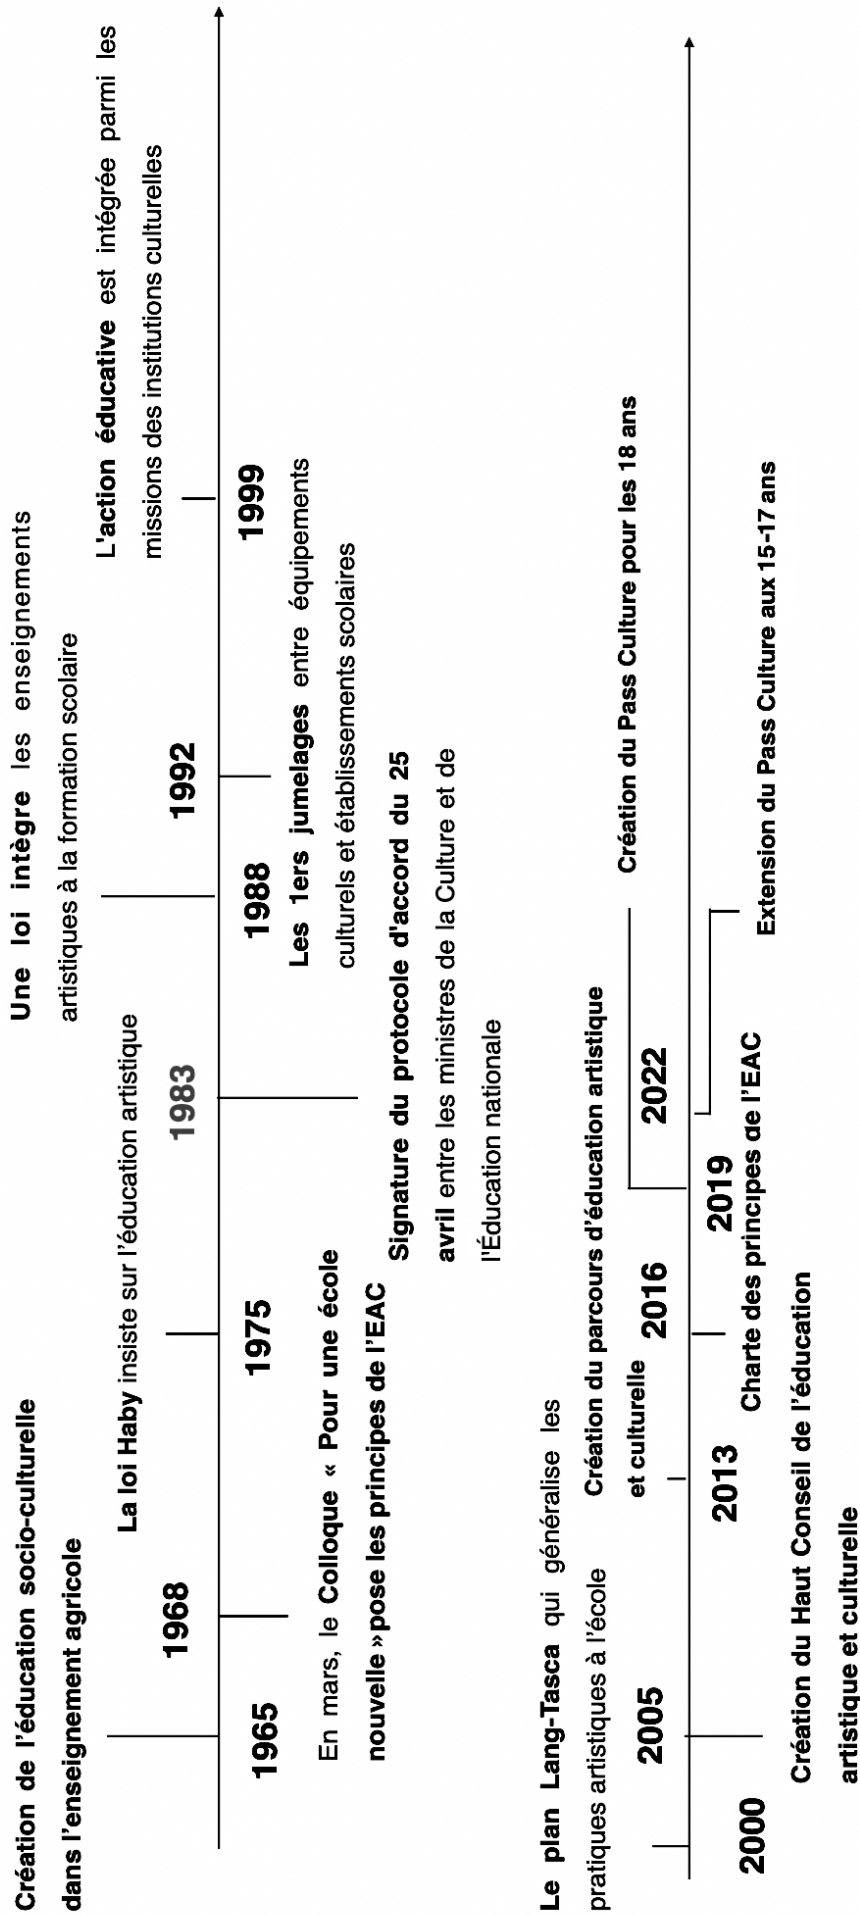 Création de l'éducation socio-culturelle
dans l'enseignement agricole
1965
1968
En mars, le Colloque « Pour une école
nouvelle » pose les principes de l'EAC
La loi Haby insiste sur l'éducation artistique
1975
1983
Signature du protocole d'accord du 25
avril entre les ministres de la Culture et de
l'Éducation nationale
Une loi intègre les enseignements
artistiques à la formation scolaire
1988
1992
Les 1ers jumelages entre équipements
culturels et établissements scolaires
L'action éducative est intégrée parmi les
missions des institutions culturelles
1999
Le plan Lang-Tasca qui généralise les
pratiques artistiques à l'école
2000
2005
Création du Haut Conseil de l'éducation
artistique et culturelle
Création du parcours d'éducation artistique
et culturelle
2013
2016
Charte des principes de l'EAC
Création du Pass Culture pour les 18 ans
2019
2022
Extension du Pass Culture aux 15-17 ans